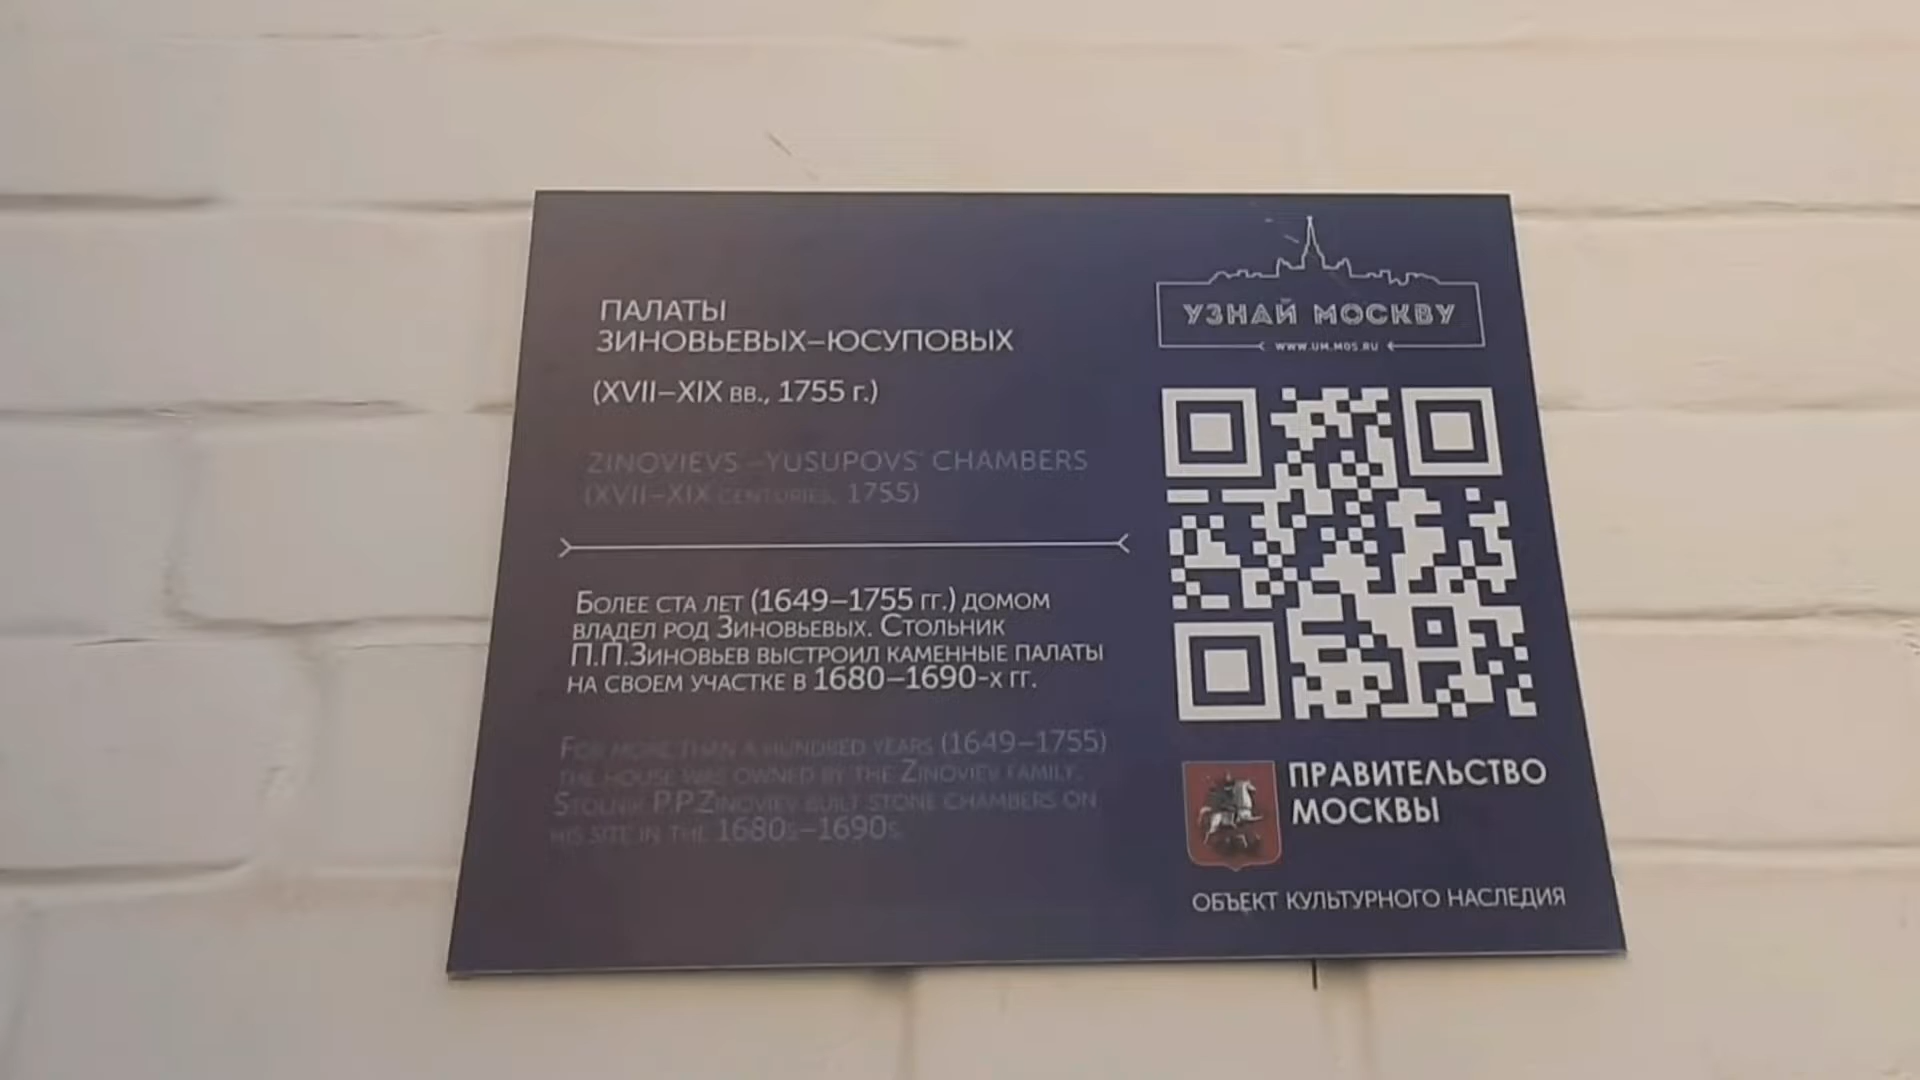 ПАЛАТЫ
ЗИНОВЬЕВЫХ–ЮСУПОВЫХ
(XVII–XIX вв., 1755 г.)
ZINOVIEVS –YUSUPOVS' CHAMBERS
(XVII–XIX CENTURIES, 1755)
БОЛЕЕ СТА ЛЕТ (1649–1755 ГГ.) ДОМОМ
ВЛАДЕЛ РОД ЗИНОВЬЕВЫХ. СТОЛЬНИК
П.П.ЗИНОВЬЕВ ВЫСТРОИЛ КАМЕННЫЕ ПАЛАТЫ
НА СВОЕМ УЧАСТКЕ В 1680–1690-Х ГГ.
FOR MORE THAN A HUNDRED YEARS (1649–1755)
THE HOUSE WAS OWNED BY THE ZINOVIEV FAMILY.
STOLNIK P.P.ZINOVIEV BUILT STONE CHAMBERS ON
HIS SITE IN THE 1680S–1690S.
УЗНАЙ МОСКВУ
WWW.UM.MOS.RU
ПРАВИТЕЛЬСТВО
МОСКВЫ
ОБЪЕКТ КУЛЬТУРНОГО НАСЛЕДИЯ